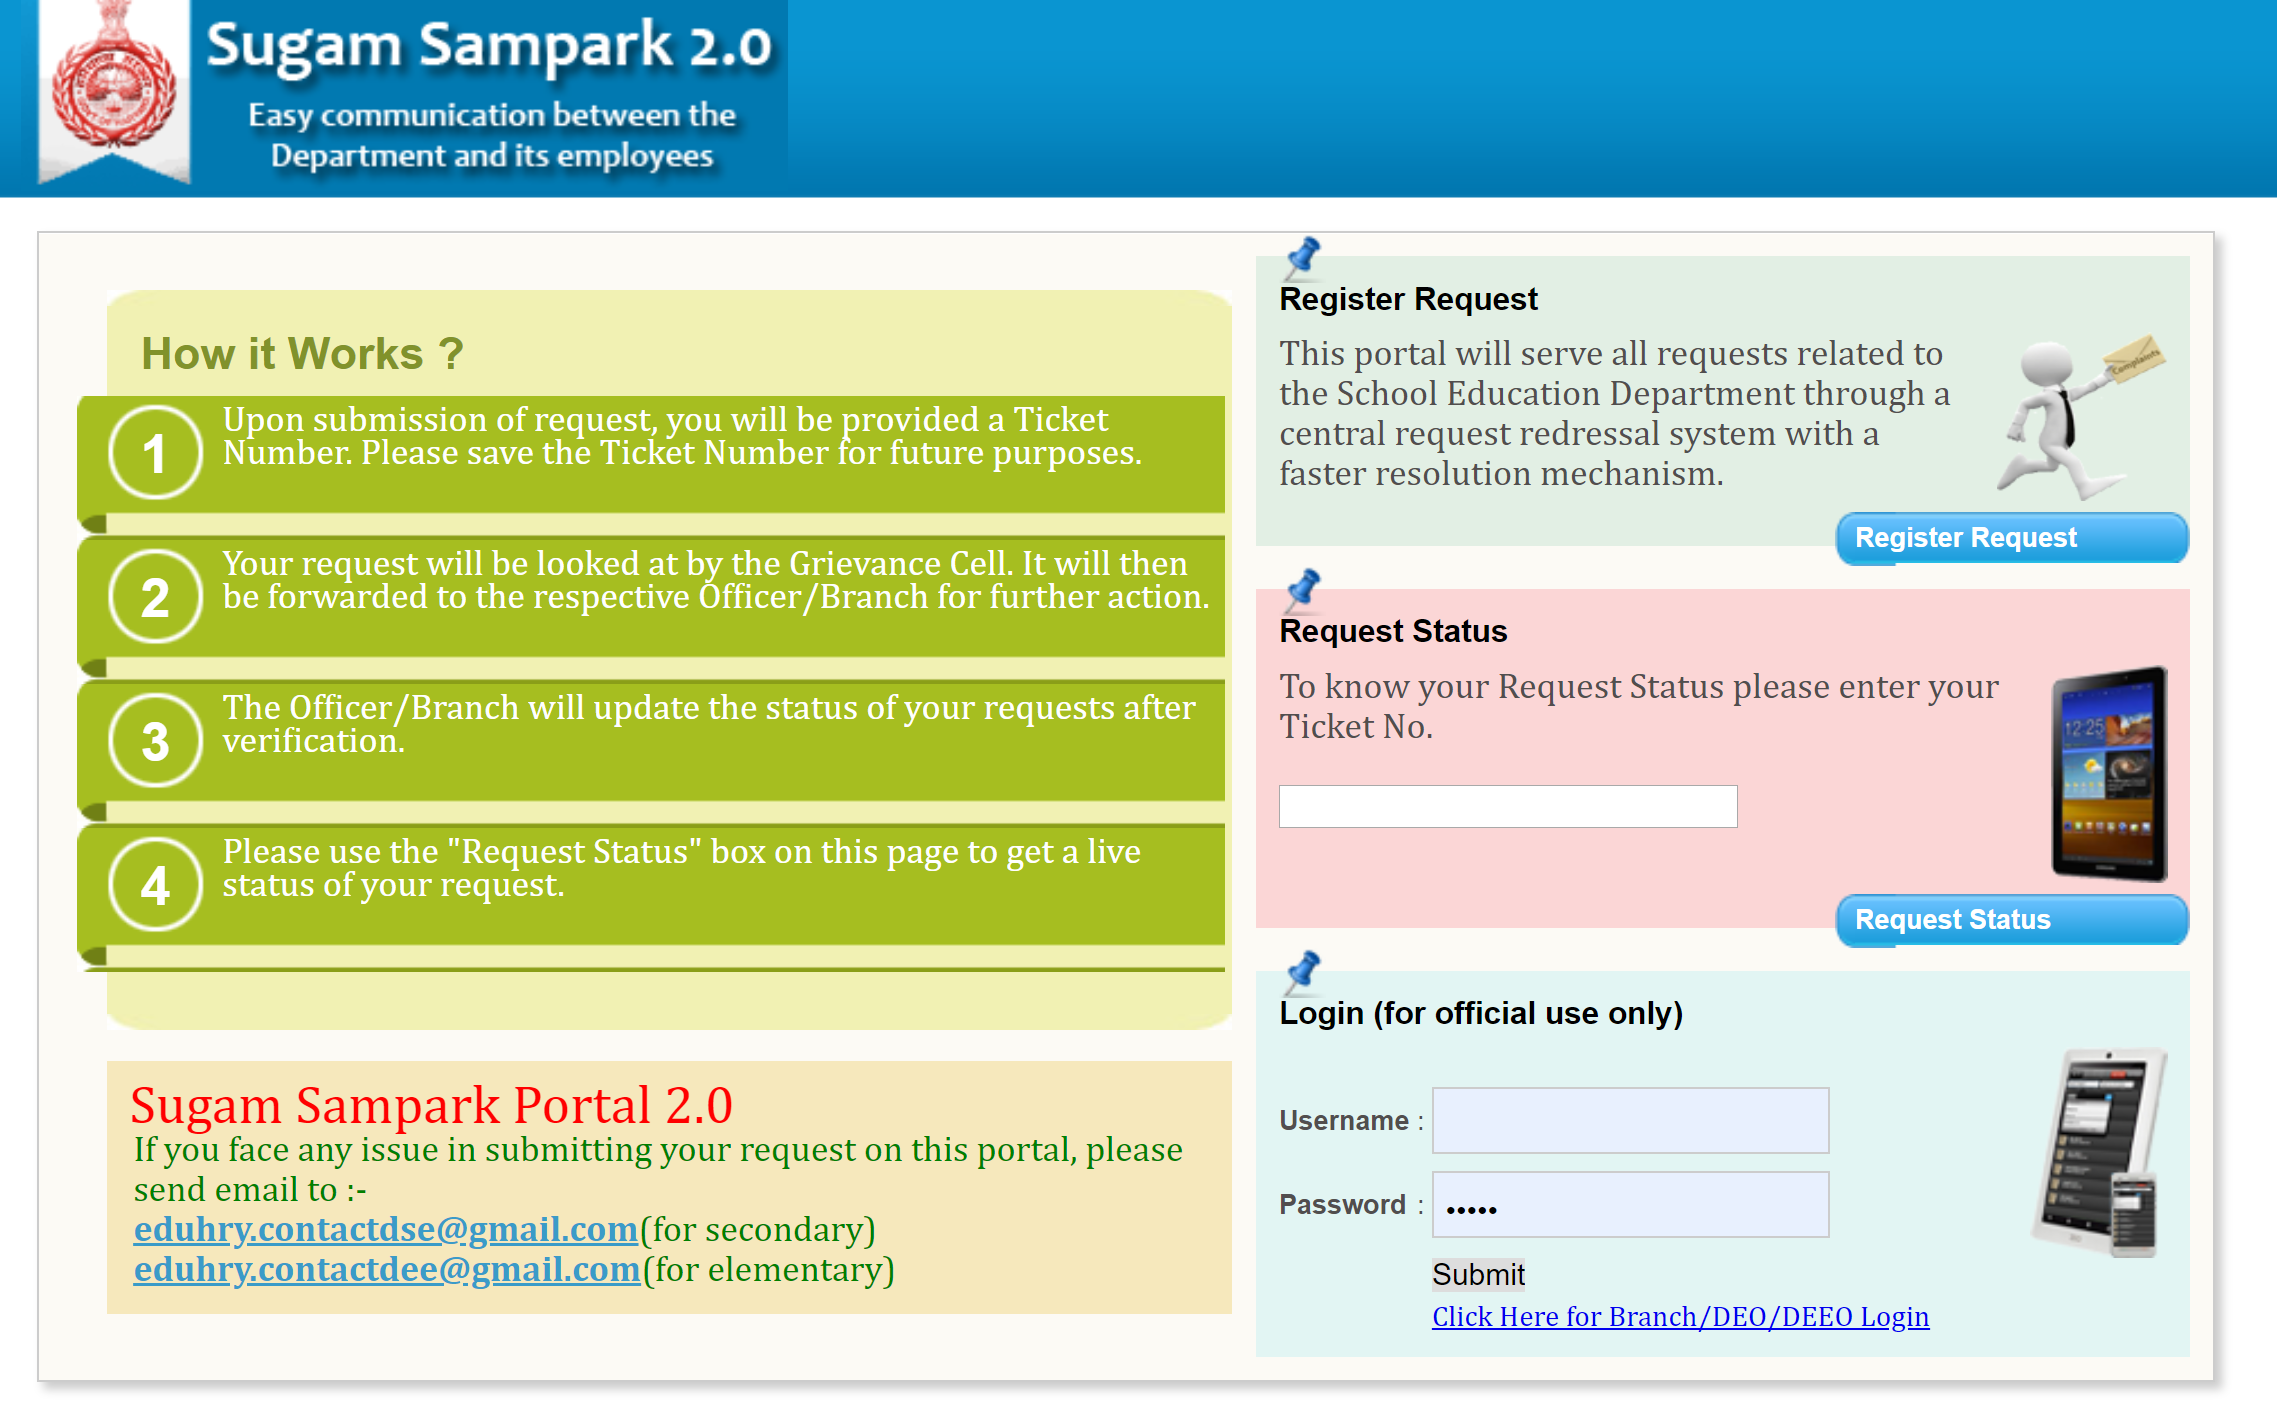 Sugam Sampark 2.0
Easy communication between the
Department and its employees
How it Works ?
1
Upon submission of request, you will be provided a Ticket
Number. Please save the Ticket Number for future purposes.
2
Your request will be looked at by the Grievance Cell. It will then
be forwarded to the respective Officer/Branch for further action.
3
The Officer/Branch will update the status of your requests after
verification.
4
Please use the "Request Status" box on this page to get a live
status of your request.
Sugam Sampark Portal 2.0
If you face any issue in submitting your request on this portal, please
send email to :-
eduhry.contactdse@gmail.com(for secondary)
eduhry.contactdee@gmail.com(for elementary)
Register Request
This portal will serve all requests related to
the School Education Department through a
central request redressal system with a
faster resolution mechanism.
Complaints
Register Request
Request Status
To know your Request Status please enter your
Ticket No.
12:25
Request Status
Login (for official use only)
Username :
Password : •••••
Submit
Click Here for Branch/DEO/DEEO Login